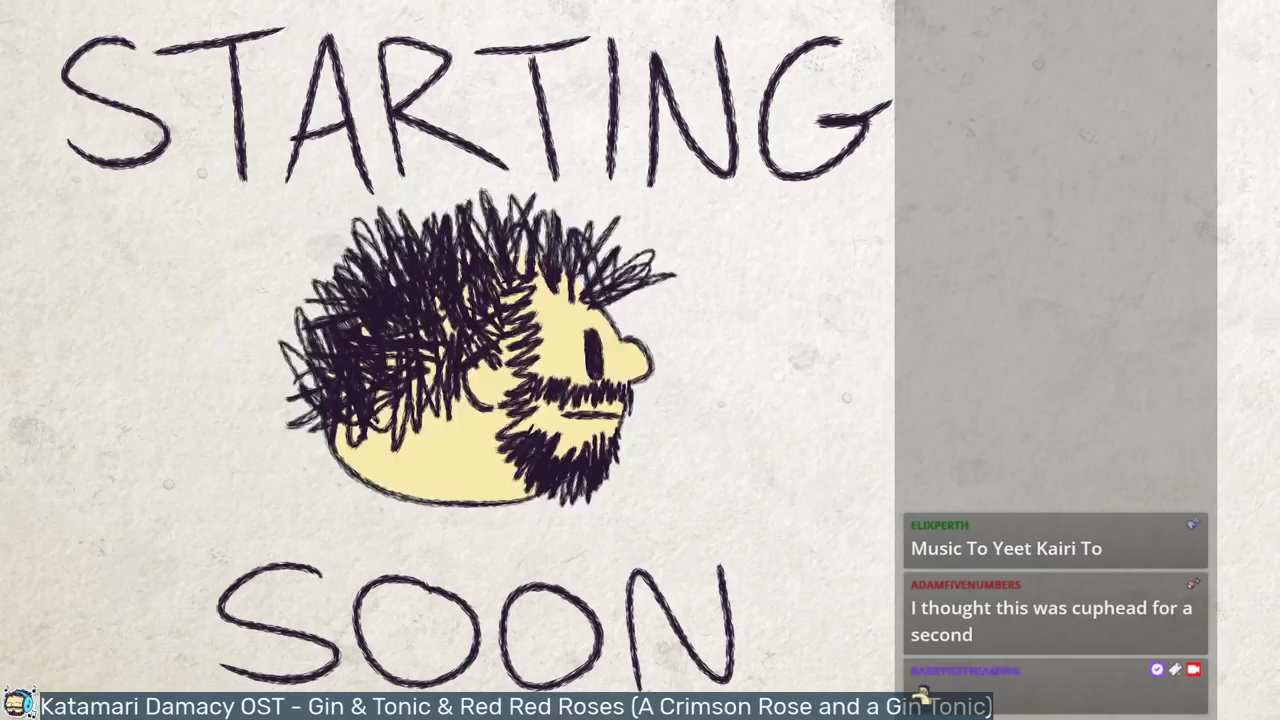 STARTING
SOON
ELIXPERTH
Music To Yeet Kairi To
ADAMFIVENUMBERS
I thought this was cuphead for a
second
Katamari Damacy OST - Gin & Tonic & Red Red Roses (A Crimson Rose and a Gin Tonic)